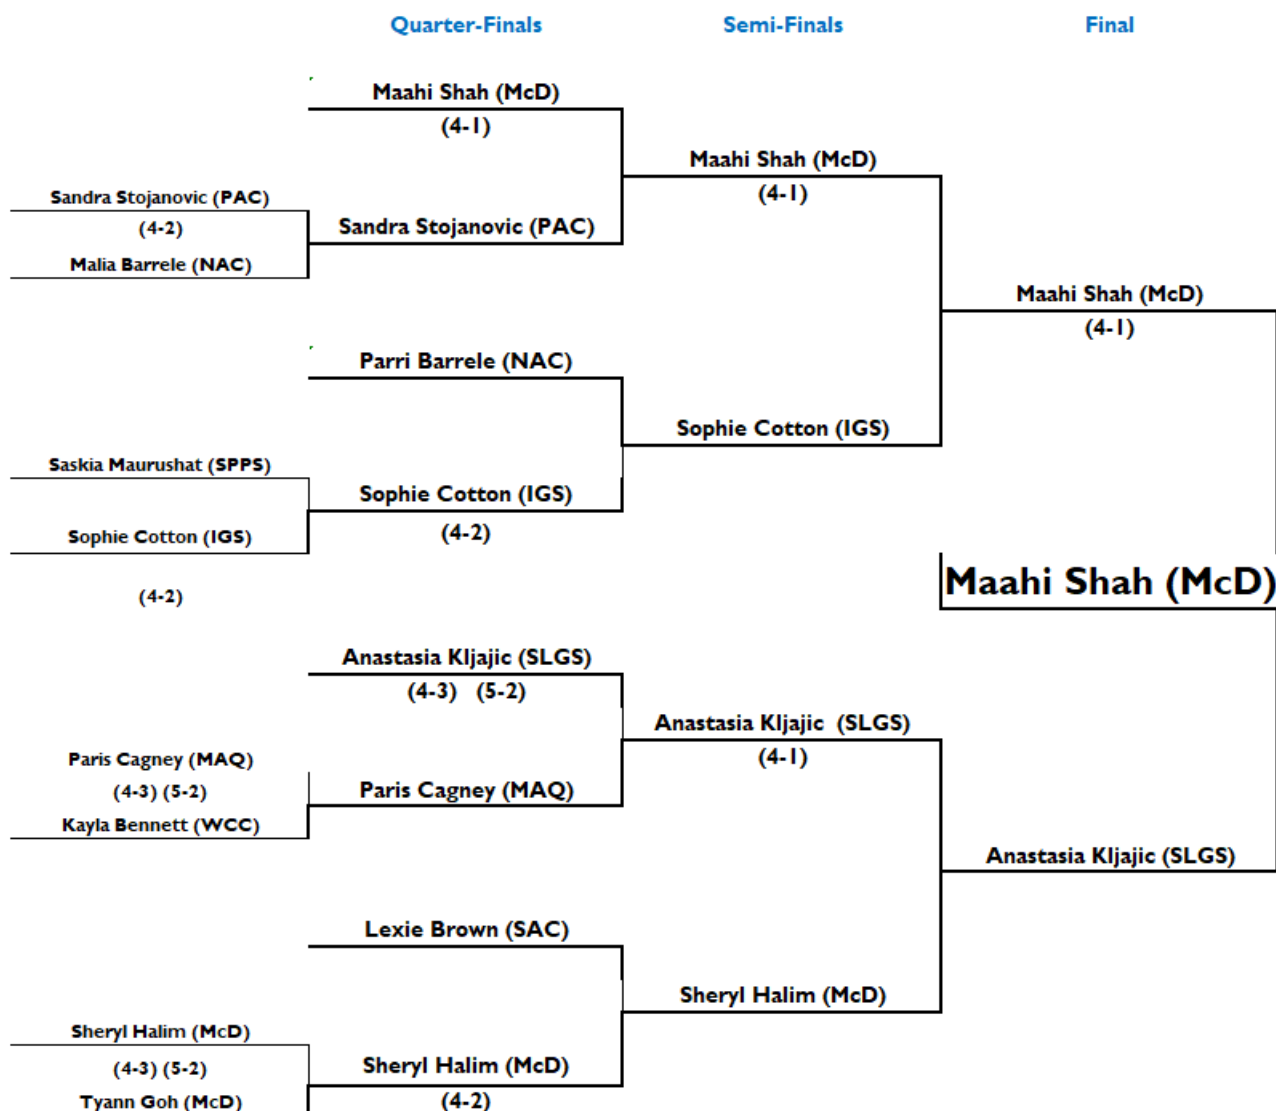 Quarter-Finals Semi-Finals Final
Maahi Shah (McD)
(4-1)
Maahi Shah (McD)
(4-1)
Sandra Stojanovic (PAC)
(4-2)
Sandra Stojanovic (PAC)
Malia Barrele (NAC)
Maahi Shah (McD)
(4-1)
Parri Barrele (NAC)
Sophie Cotton (IGS)
Saskia Maurushat (SPPS)
Sophie Cotton (IGS)
(4-2)
Sophie Cotton (IGS)
(4-2)
Maahi Shah (McD)
Anastasia Kljajic (SLGS)
(4-3) (5-2)
Anastasia Kljajic (SLGS)
(4-1)
Paris Cagney (MAQ)
(4-3) (5-2)
Paris Cagney (MAQ)
Kayla Bennett (WCC)
Anastasia Kljajic (SLGS)
Lexie Brown (SAC)
Sheryl Halim (McD)
Sheryl Halim (McD)
(4-3) (5-2)
Sheryl Halim (McD)
(4-2)
Tyann Goh (McD)